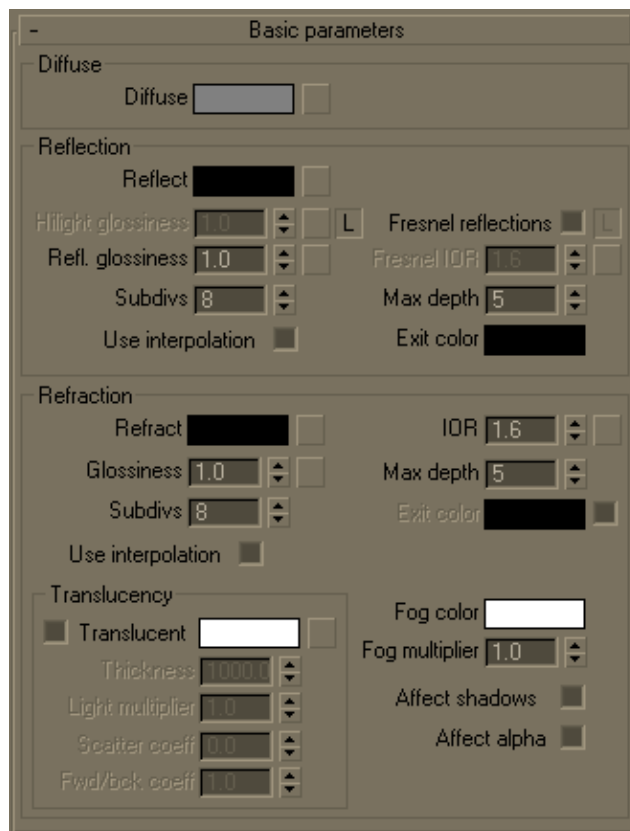 - Basic parameters
Diffuse
Diffuse
Reflection
Reflect
Hilight glossiness 1.0 L Fresnel reflections L
Refl. glossiness 1.0 Fresnel IOR 1.6
Subdivs 8 Max depth 5
Use interpolation Exit color
Refraction
Refract IOR 1.6
Glossiness 1.0 Max depth 5
Subdivs 8 Exit color
Use interpolation
Translucency
Translucent Fog color
Thickness 1000.0 Fog multiplier 1.0
Light multiplier 1.0 Affect shadows
Scatter coeff 0.0 Affect alpha
Fwd/bck coeff 1.0